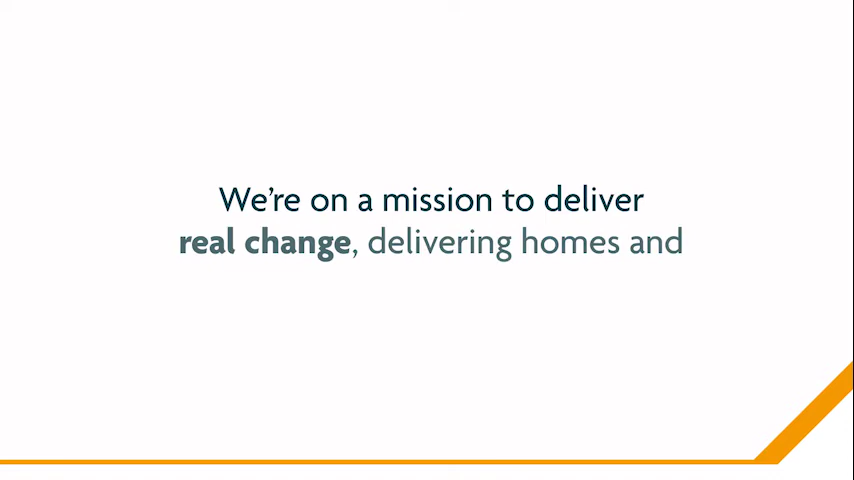 We’re on a mission to deliver
real change, delivering homes and